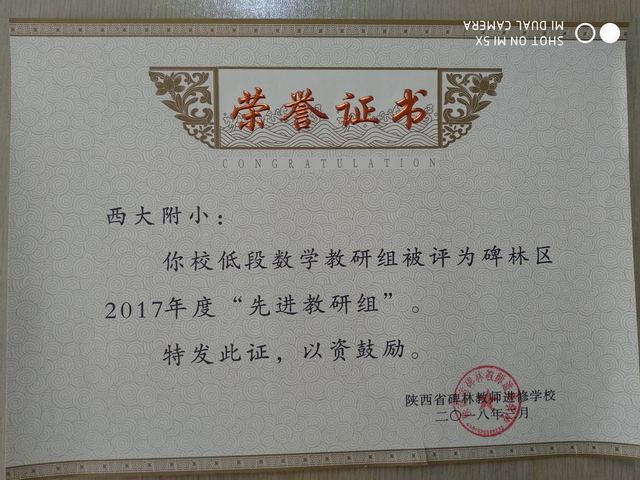 SHOT ON MI 5X
MI DUAL CAMERA
荣誉证书
CONGRATULATION
西大附小：
你校低段数学教研组被评为碑林区
2017年度“先进教研组”。
特发此证，以资鼓励。
陕西省碑林教师进修学校
二〇一八年 月